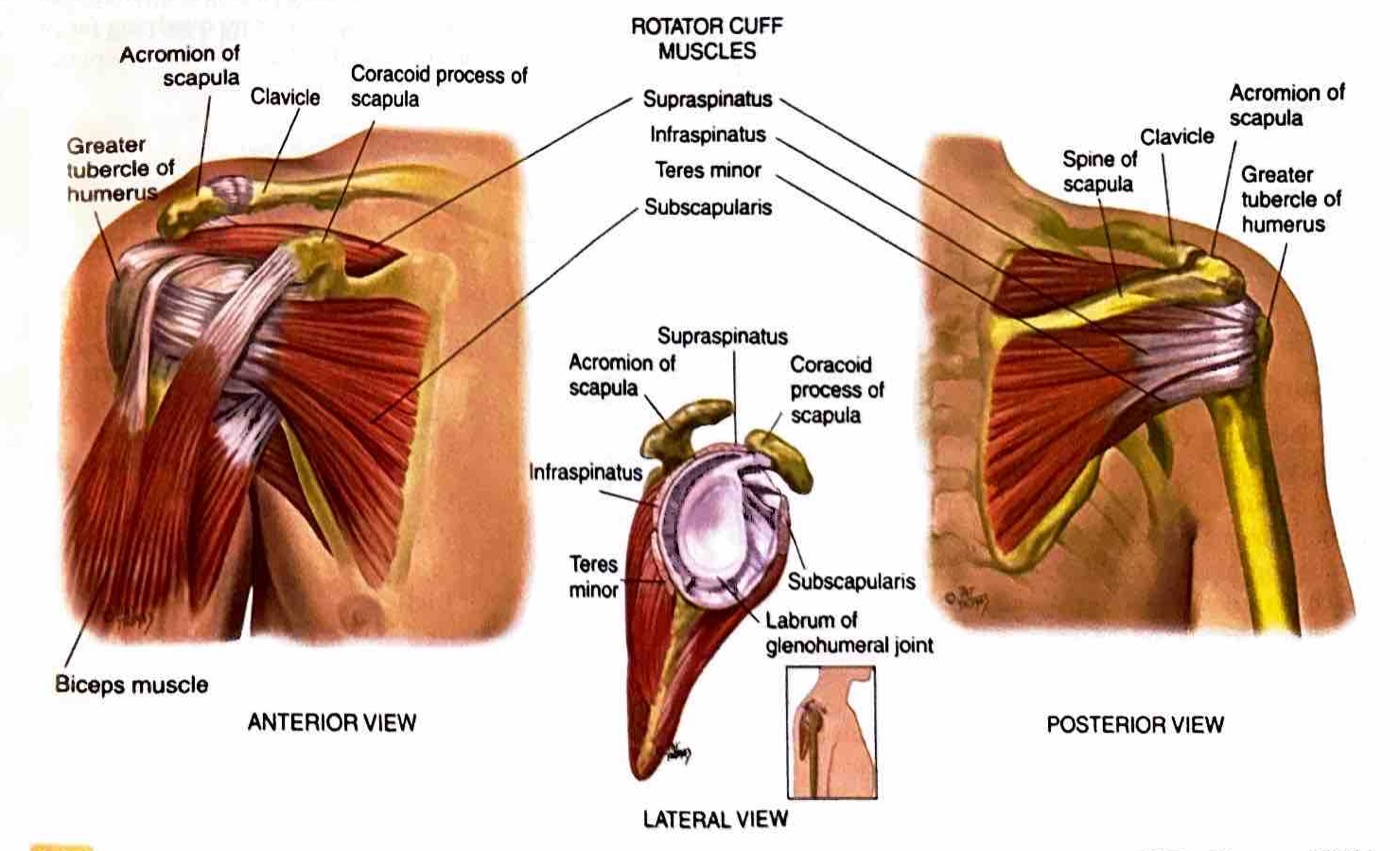 ROTATOR CUFF
MUSCLES
Supraspinatus
Infraspinatus
Teres minor
Subscapularis
Acromion of
scapula
Clavicle
Coracoid process of
scapula
Greater
tubercle of
humerus
Biceps muscle
ANTERIOR VIEW
Supraspinatus
Acromion of
scapula
Coracoid
process of
scapula
Infraspinatus
Teres
minor
Subscapularis
Labrum of
glenohumeral joint
LATERAL VIEW
Acromion of
scapula
Clavicle
Spine of
scapula
Greater
tubercle of
humerus
POSTERIOR VIEW